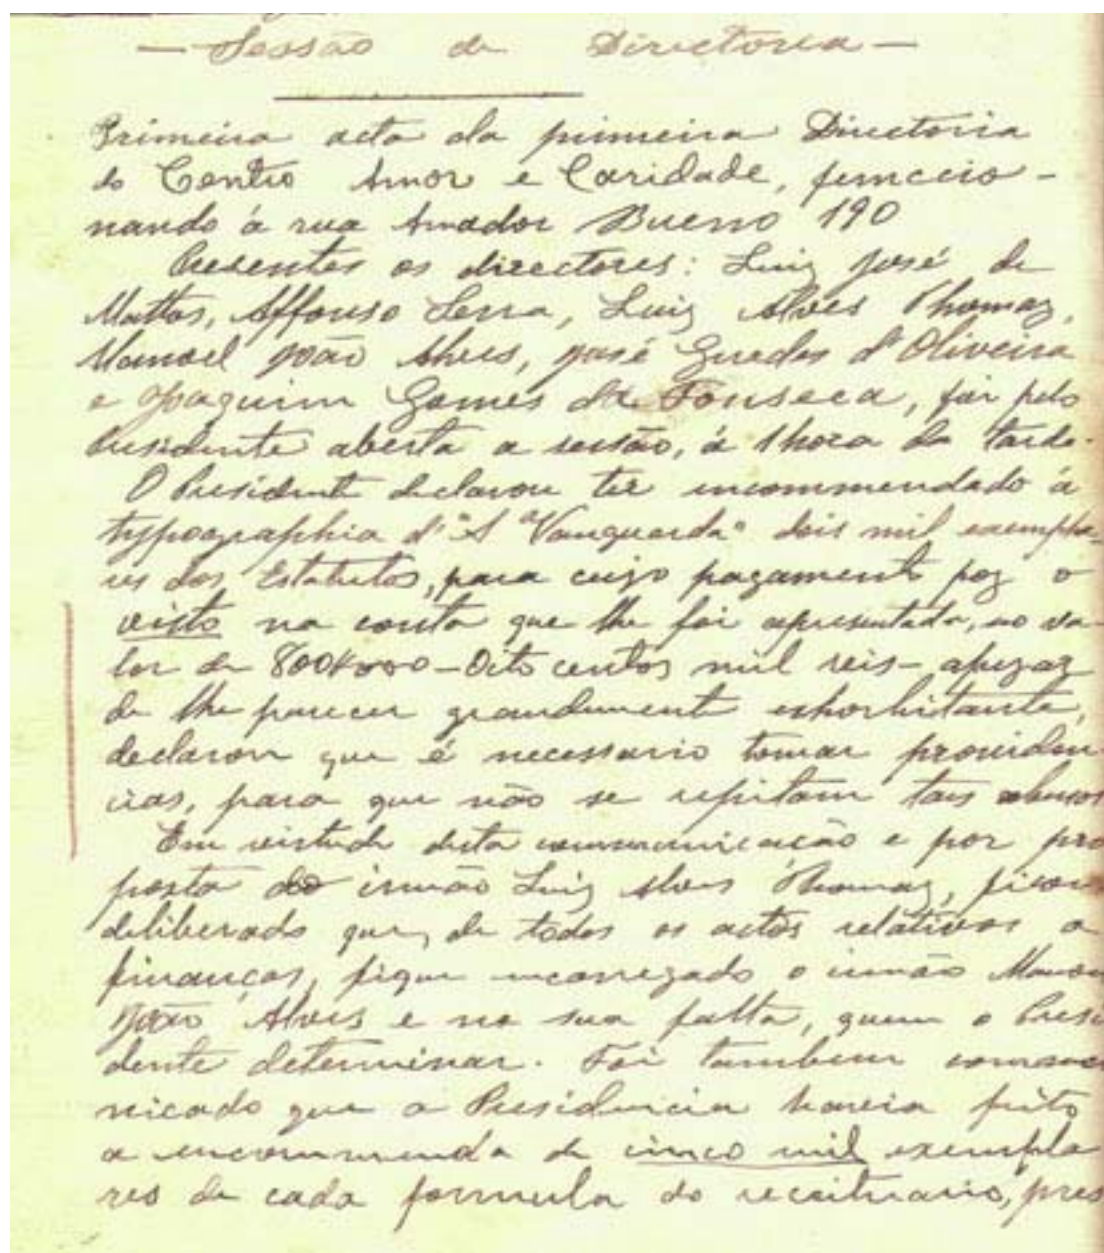 — Sessão de Directoria —
Primeira acta da primeira Directoria
do Centro Amor e Caridade, funccio-
nando á rua Amador Bueno 190
Presentes os directores: Luiz José de
Mattos, Affonso Serra, Luiz Alves Thomaz,
Manoel João Alves, José Guedes d'Oliveira
e Joaquim Gomes da Fonseca, foi pelo
Presidente aberta a sessão, á 1 hora da tarde.
O Presidente declarou ter incommendado á
typographia d'"A Vanguarda" dois mil exempla-
res dos Estatutos, para cujo pagamento poz o
visto na conta que lhe foi apresentada, no va-
lor de 800$000 - Oito centos mil reis - apezar
de lhe parecer grandemente exhorbitante,
declarou que é necessario tomar providen-
cias, para que não se repitam taes abusos
Em vistude desta communicação e por pro
posta do irmão Luiz Alves Thomaz, ficou
deliberado que, de todos os actos relativos a
finanças, fique incarregado o irmão Manoel
João Alves e na sua falta, quem o Presi
dente determinar. Foi tambem commu
nicado que a Presidencia havia feito
a encommenda de cinco mil exempla
res de cada formula do receituario, pres